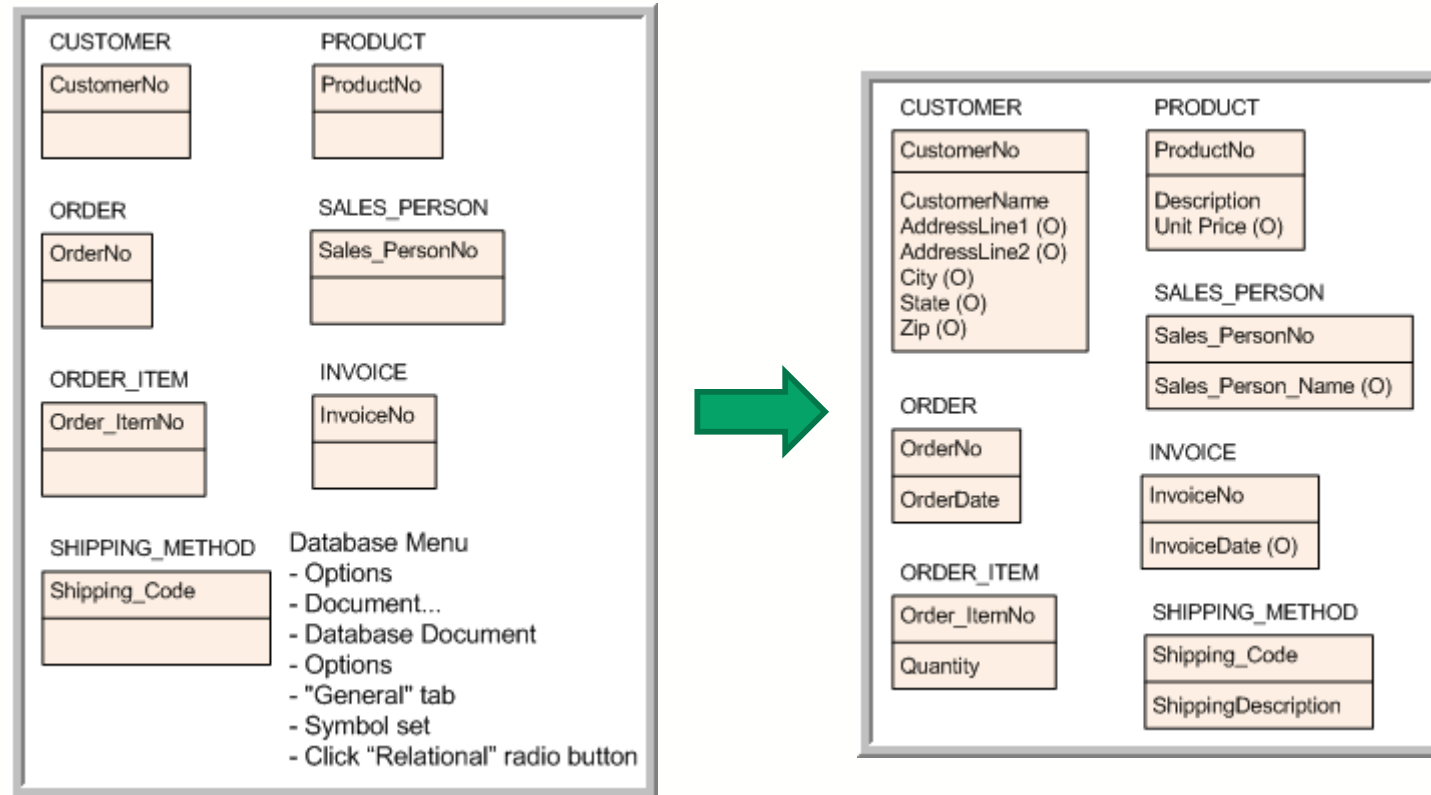 CUSTOMER
CustomerNo
PRODUCT
ProductNo
ORDER
OrderNo
SALES_PERSON
Sales_PersonNo
ORDER_ITEM
Order_ItemNo
INVOICE
InvoiceNo
SHIPPING_METHOD
Shipping_Code
Database Menu
- Options
- Document...
- Database Document
- Options
- "General" tab
- Symbol set
- Click “Relational” radio button
CUSTOMER
CustomerNo
CustomerName
AddressLine1 (O)
AddressLine2 (O)
City (O)
State (O)
Zip (O)
PRODUCT
ProductNo
Description
Unit Price (O)
SALES_PERSON
Sales_PersonNo
Sales_Person_Name (O)
ORDER
OrderNo
OrderDate
INVOICE
InvoiceNo
InvoiceDate (O)
ORDER_ITEM
Order_ItemNo
Quantity
SHIPPING_METHOD
Shipping_Code
ShippingDescription